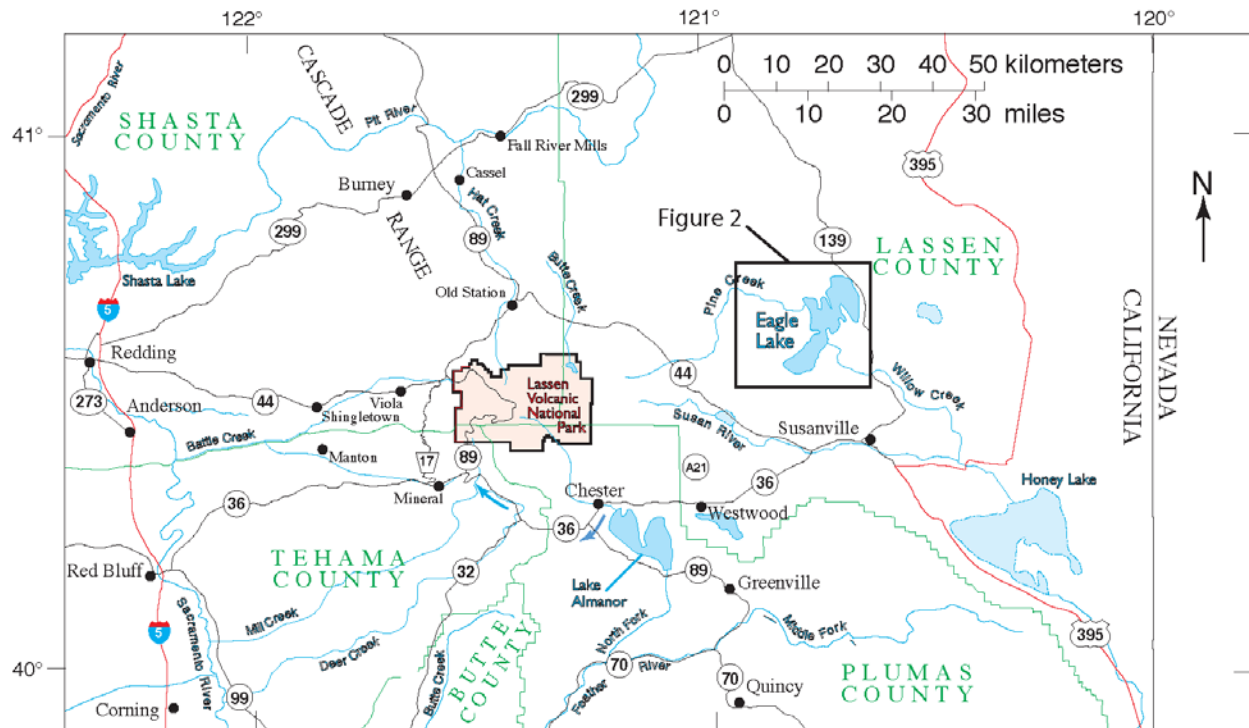 122°
121°
120°
0 10 20 30 40 50 kilometers
0 10 20 30 miles
CASCADE
RANGE
299
Sacramento River
SHASTA
COUNTY
Pit River
41°
Fall River Mills
395
Cassel
Burney
Hat Creek
N
299
89
Figure 2
139
LASSEN
COUNTY
Shasta Lake
Butte Creek
Pine Creek
5
Old Station
Eagle
Lake
NEVADA
CALIFORNIA
Redding
44
Willow Creek
273
Anderson
44
Viola
Shingletown
Lassen
Volcanic
National
Park
Susan River
Susanville
Battle Creek
Manton
17
89
A21
36
Mineral
Chester
Westwood
Honey Lake
36
36
TEHAMA
COUNTY
Red Bluff
32
Lake
Almanor
89
Greenville
Sacramento River
Mill Creek
5
North Fork
Middle Fork
395
Deer Creek
BUTTE
COUNTY
40°
70
Feather
River
PLUMAS
COUNTY
99
Butte Creek
70
Quincy
Corning